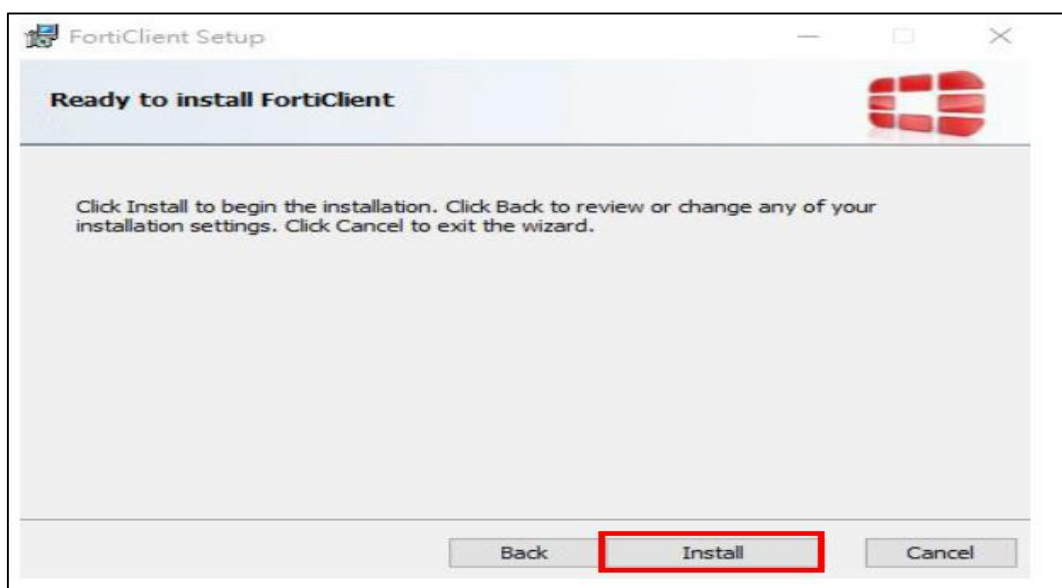 FortiClient Setup
Ready to install FortiClient
Click Install to begin the installation. Click Back to review or change any of your
installation settings. Click Cancel to exit the wizard.
Back Install Cancel